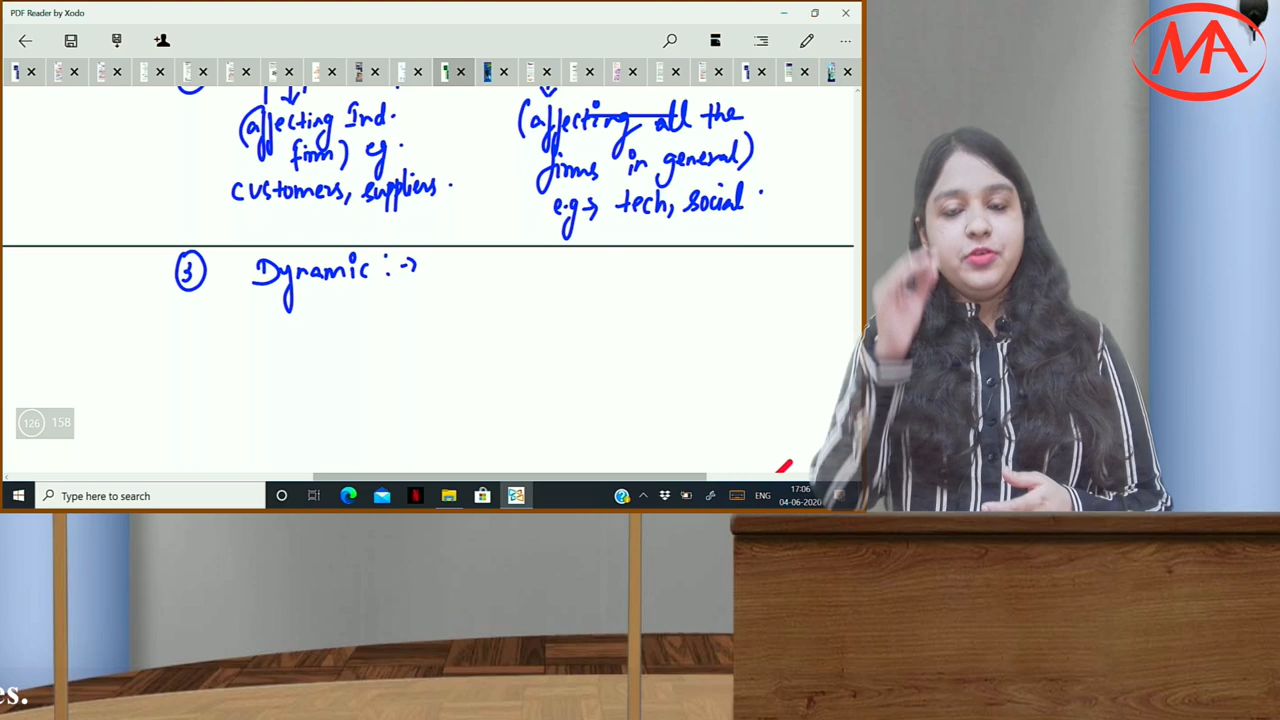 PDF Reader by Xodo
MA
(affecting Ind.
firm) eg.
customers, suppliers.
(affecting all the
firms in general)
e.g → tech, social.
③ Dynamic : →
126 158
Type here to search
ENG
17:06
04-06-2020
es.